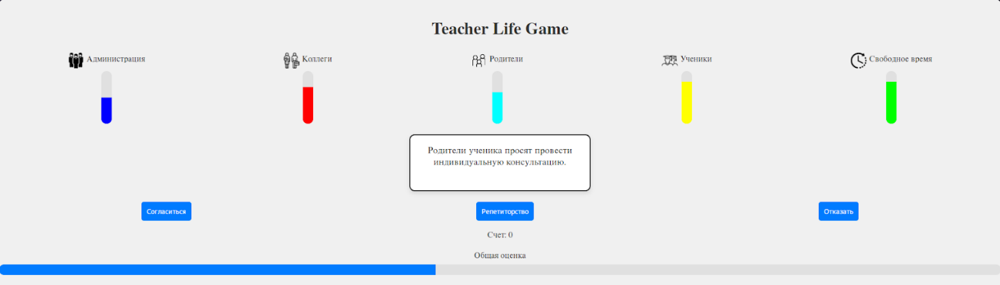 Teacher Life Game
Администрация
Коллеги
Родители
Ученики
Свободное время
Родители ученика просят провести
индивидуальную консультацию.
Согласиться
Репетиторство
Отказать
Счет: 0
Общая оценка